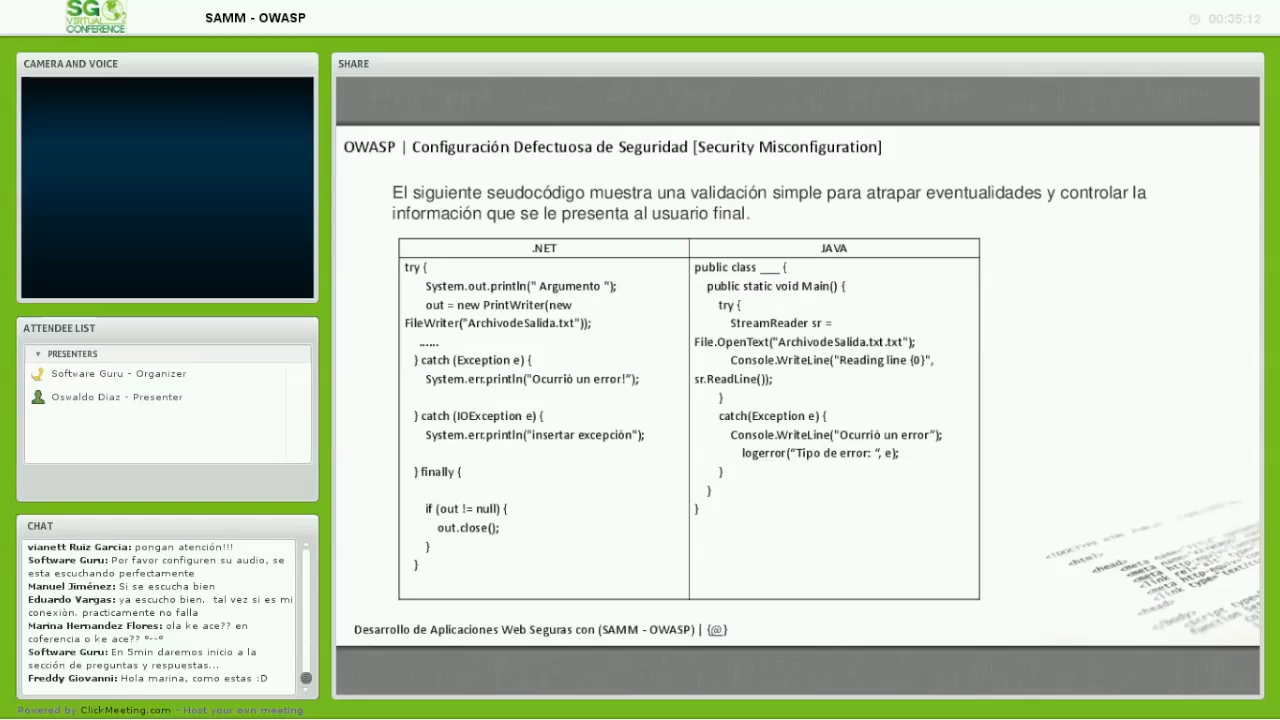 SG
VIRTUAL
CONFERENCE
SAMM - OWASP
00:35:12
CAMERA AND VOICE
SHARE
OWASP | Configuración Defectuosa de Seguridad [Security Misconfiguration]
El siguiente seudocódigo muestra una validación simple para atrapar eventualidades y controlar la
información que se le presenta al usuario final.
.NET
try {
System.out.println(" Argumento ");
out = new PrintWriter(new
FileWriter("ArchivodeSalida.txt"));
......
} catch (Exception e) {
System.err.println("Ocurrió un error!");
} catch (IOException e) {
System.err.println("insertar excepción");
} finally {
if (out != null) {
out.close();
}
}
JAVA
public class ___ {
public static void Main() {
try {
StreamReader sr =
File.OpenText("ArchivodeSalida.txt.txt");
Console.WriteLine("Reading line {0}",
sr.ReadLine());
}
catch(Exception e) {
Console.WriteLine("Ocurrió un error");
logerror("Tipo de error: “, e);
}
}
}
Desarrollo de Aplicaciones Web Seguras con (SAMM - OWASP) | {@}
<html>
<head>
ATTENDEE LIST
PRESENTERS
Software Guru - Organizer
Oswaldo Diaz - Presenter
CHAT
vianett Ruiz Garcia: pongan atención!!!
Software Guru: Por favor configuren su audio, se
esta escuchando perfectamente
Manuel Jiménez: Si se escucha bien
Eduardo Vargas: ya escucho bien. tal vez si es mi
conexiòn. practicamente no falla
Marina Hernandez Flores: ola ke ace?? en
coferencia o ke ace?? °--°
Software Guru: En 5min daremos inicio a la
sección de preguntas y respuestas...
Freddy Giovanni: Hola marina, como estas :D
Powered by ClickMeeting.com - Host your own meeting